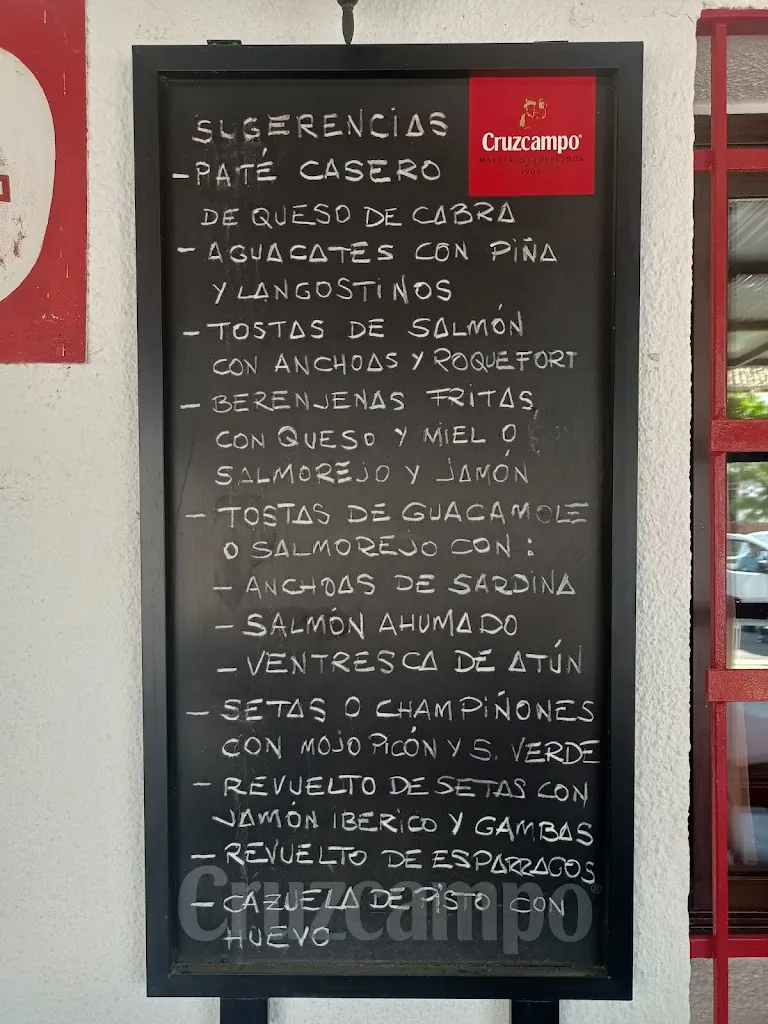 SUGERENCIAS
Cruzcampo
MAESTROS CERVECEROS
1904
- PATÉ CASERO
DE QUESO DE CABRA
- AGUACATES CON PIÑA
Y LANGOSTINOS
- TOSTAS DE SALMÓN
CON ANCHOAS Y ROQUEFORT
- BERENJENAS FRITAS,
CON QUESO Y MIEL O
SALMOREJO Y JAMÓN
- TOSTAS DE GUACAMOLE
O SALMOREJO CON :
- ANCHOAS DE SARDINA
- SALMÓN AHUMADO
- VENTRESCA DE ATÚN
- SETAS O CHAMPIÑONES
CON MOJO PICÓN Y S. VERDE
- REVUELTO DE SETAS CON
JAMÓN IBERICO Y GAMBAS
- REVUELTO DE ESPARRAGOS
- CAZUELA DE PISTO CON
HUEVO
Cruzcampo®